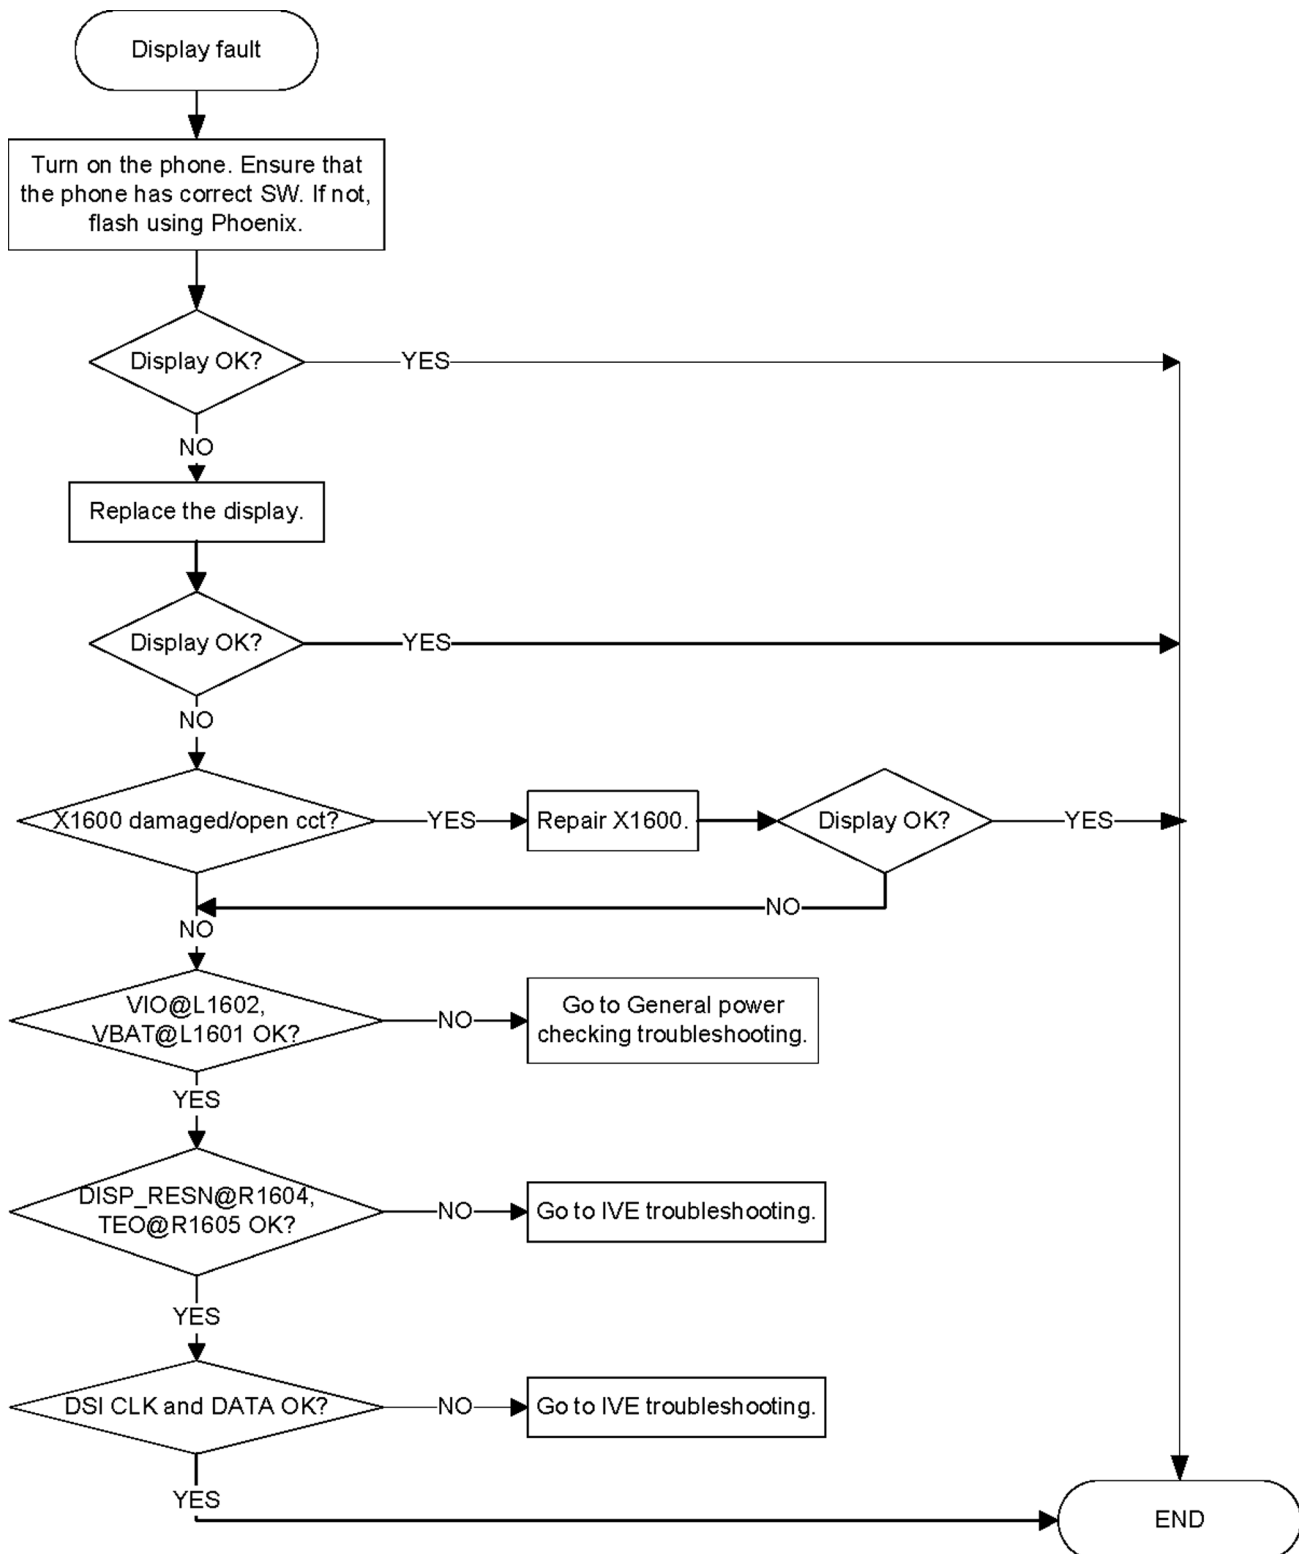 Display fault
Turn on the phone. Ensure that
the phone has correct SW. If not,
flash using Phoenix.
Display OK?
YES
NO
Replace the display.
Display OK?
YES
NO
X1600 damaged/open cct?
YES
Repair X1600.
Display OK?
YES
NO
NO
VIO@L1602,
VBAT@L1601 OK?
NO
Go to General power
checking troubleshooting.
YES
DISP_RESN@R1604,
TEO@R1605 OK?
NO
Go to IVE troubleshooting.
YES
DSI CLK and DATA OK?
NO
Go to IVE troubleshooting.
YES
END